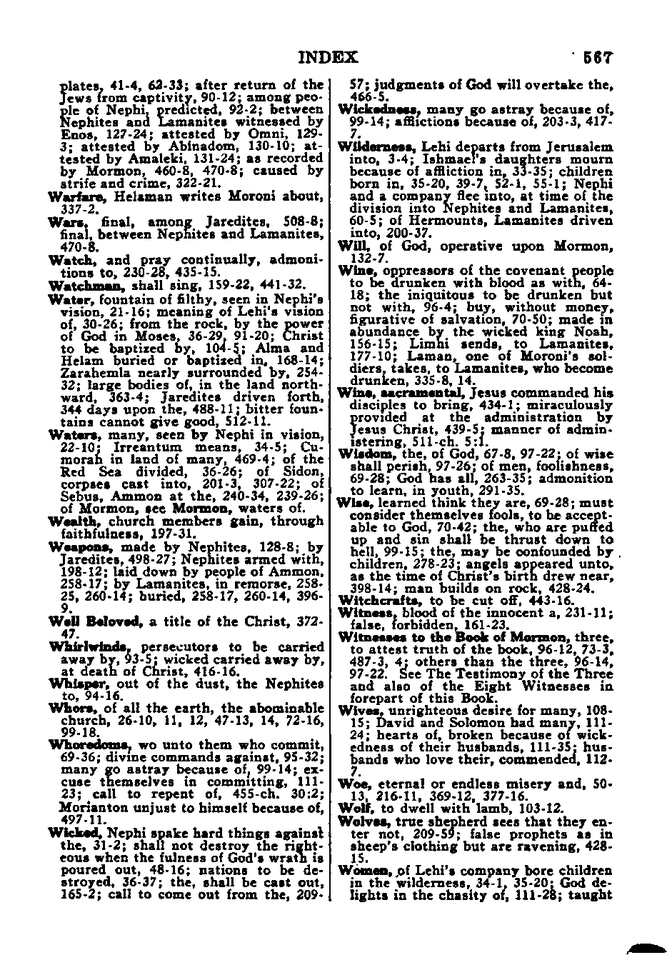 INDEX 567
plates, 41-4, 62-33; after return of the
Jews from captivity, 90-12; among peo-
ple of Nephi, predicted, 92-2; between
Nephites and Lamanites witnessed by
Enos, 127-24; attested by Omni, 129-
3; attested by Abinadom, 130-10; at-
tested by Amaleki, 131-24; as recorded
by Mormon, 460-8, 470-8; caused by
strife and crime, 322-21.
Warfare, Helaman writes Moroni about,
337-2.
Wars, final, among Jaredites, 508-8;
final, between Nephites and Lamanites,
470-8.
Watch, and pray continually, admoni-
tions to, 230-28, 435-15.
Watchman, shall sing, 159-22, 441-32.
Water, fountain of filthy, seen in Nephi's
vision, 21-16; meaning of Lehi's vision
of, 30-26; from the rock, by the power
of God in Moses, 36-29, 91-20; Christ
to be baptized by, 104-5; Alma and
Helam buried or baptized in, 168-14;
Zarahemla nearly surrounded by, 254-
32; large bodies of, in the land north-
ward, 363-4; Jaredites driven forth,
344 days upon the, 488-11; bitter foun-
tains cannot give good, 512-11.
Waters, many, seen by Nephi in vision,
22-10; Irreantum means, 34-5; Cu-
morah in land of many, 469-4; of the
Red Sea divided, 36-26; of Sidon,
corpses cast into, 201-3, 307-22; of
Sebus, Ammon at the, 240-34, 239-26;
of Mormon, see Mormon, waters of.
Wealth, church members gain, through
faithfulness, 197-31.
Weapons, made by Nephites, 128-8; by
Jaredites, 498-27; Nephites armed with,
198-12; laid down by people of Ammon,
258-17; by Lamanites, in remorse, 258-
25, 260-14; buried, 258-17, 260-14, 396-
9.
Well Beloved, a title of the Christ, 372-
47.
Whirlwinds, persecutors to be carried
away by, 93-5; wicked carried away by,
at death of Christ, 416-16.
Whisper, out of the dust, the Nephites
to, 94-16.
Whore, of all the earth, the abominable
church, 26-10, 11, 12, 47-13, 14, 72-16,
99-18.
Whoredoms, wo unto them who commit,
69-36; divine commands against, 95-32;
many go astray because of, 99-14; ex-
cuse themselves in committing, 111-
23; call to repent of, 455-ch. 30:2;
Morianton unjust to himself because of,
497-11.
Wicked, Nephi spake hard things against
the, 31-2; shall not destroy the right-
eous when the fulness of God's wrath is
poured out, 48-16; nations to be de-
stroyed, 36-37; the, shall be cast out,
165-2; call to come out from the, 209-
57; judgments of God will overtake the,
466-5.
Wickedness, many go astray because of,
99-14; afflictions because of, 203-3, 417-
7.
Wilderness, Lehi departs from Jerusalem
into, 3-4; Ishmael's daughters mourn
because of affliction in, 33-35; children
born in, 35-20, 39-7, 52-1, 55-1; Nephi
and a company flee into, at time of the
division into Nephites and Lamanites,
60-5; of Hermounts, Lamanites driven
into, 200-37.
Will, of God, operative upon Mormon,
132-7.
Wine, oppressors of the covenant people
to be drunken with blood as with, 64-
18; the iniquitous to be drunken but
not with, 96-4; buy, without money,
figurative of salvation, 70-50; made in
abundance by the wicked king Noah,
156-15; Limhi sends, to Lamanites,
177-10; Laman, one of Moroni's sol-
diers, takes, to Lamanites, who become
drunken, 335-8, 14.
Wine, sacramental, Jesus commanded his
disciples to bring, 434-1; miraculously
provided at the administration by
Jesus Christ, 439-5; manner of admin-
istering, 511-ch. 5:1.
Wisdom, the, of God, 67-8, 97-22; of wise
shall perish, 97-26; of men, foolishness,
69-28; God has all, 263-35; admonition
to learn, in youth, 291-35.
Wise, learned think they are, 69-28; must
consider themselves fools, to be accept-
able to God, 70-42; the, who are puffed
up and sin shall be thrust down to
hell, 99-15; the, may be confounded by
children, 278-23; angels appeared unto,
as the time of Christ's birth drew near,
398-14; man builds on rock, 428-24.
Witchcrafts, to be cut off, 443-16.
Witness, blood of the innocent a, 231-11;
false, forbidden, 161-23.
Witnesses to the Book of Mormon, three,
to attest truth of the book, 96-12, 73-3,
487-3, 4; others than the three, 96-14,
97-22. See The Testimony of the Three
and also of the Eight Witnesses in
forepart of this Book.
Wives, unrighteous desire for many, 108-
15; David and Solomon had many, 111-
24; hearts of, broken because of wick-
edness of their husbands, 111-35; hus-
bands who love their, commended, 112-
7.
Woe, eternal or endless misery and, 50-
13, 216-11, 369-12, 377-16.
Wolf, to dwell with lamb, 103-12.
Wolves, true shepherd sees that they en-
ter not, 209-59; false prophets as in
sheep's clothing but are ravening, 428-
15.
Women, of Lehi's company bore children
in the wilderness, 34-1, 35-20; God de-
lights in the chasity of, 111-28; taught